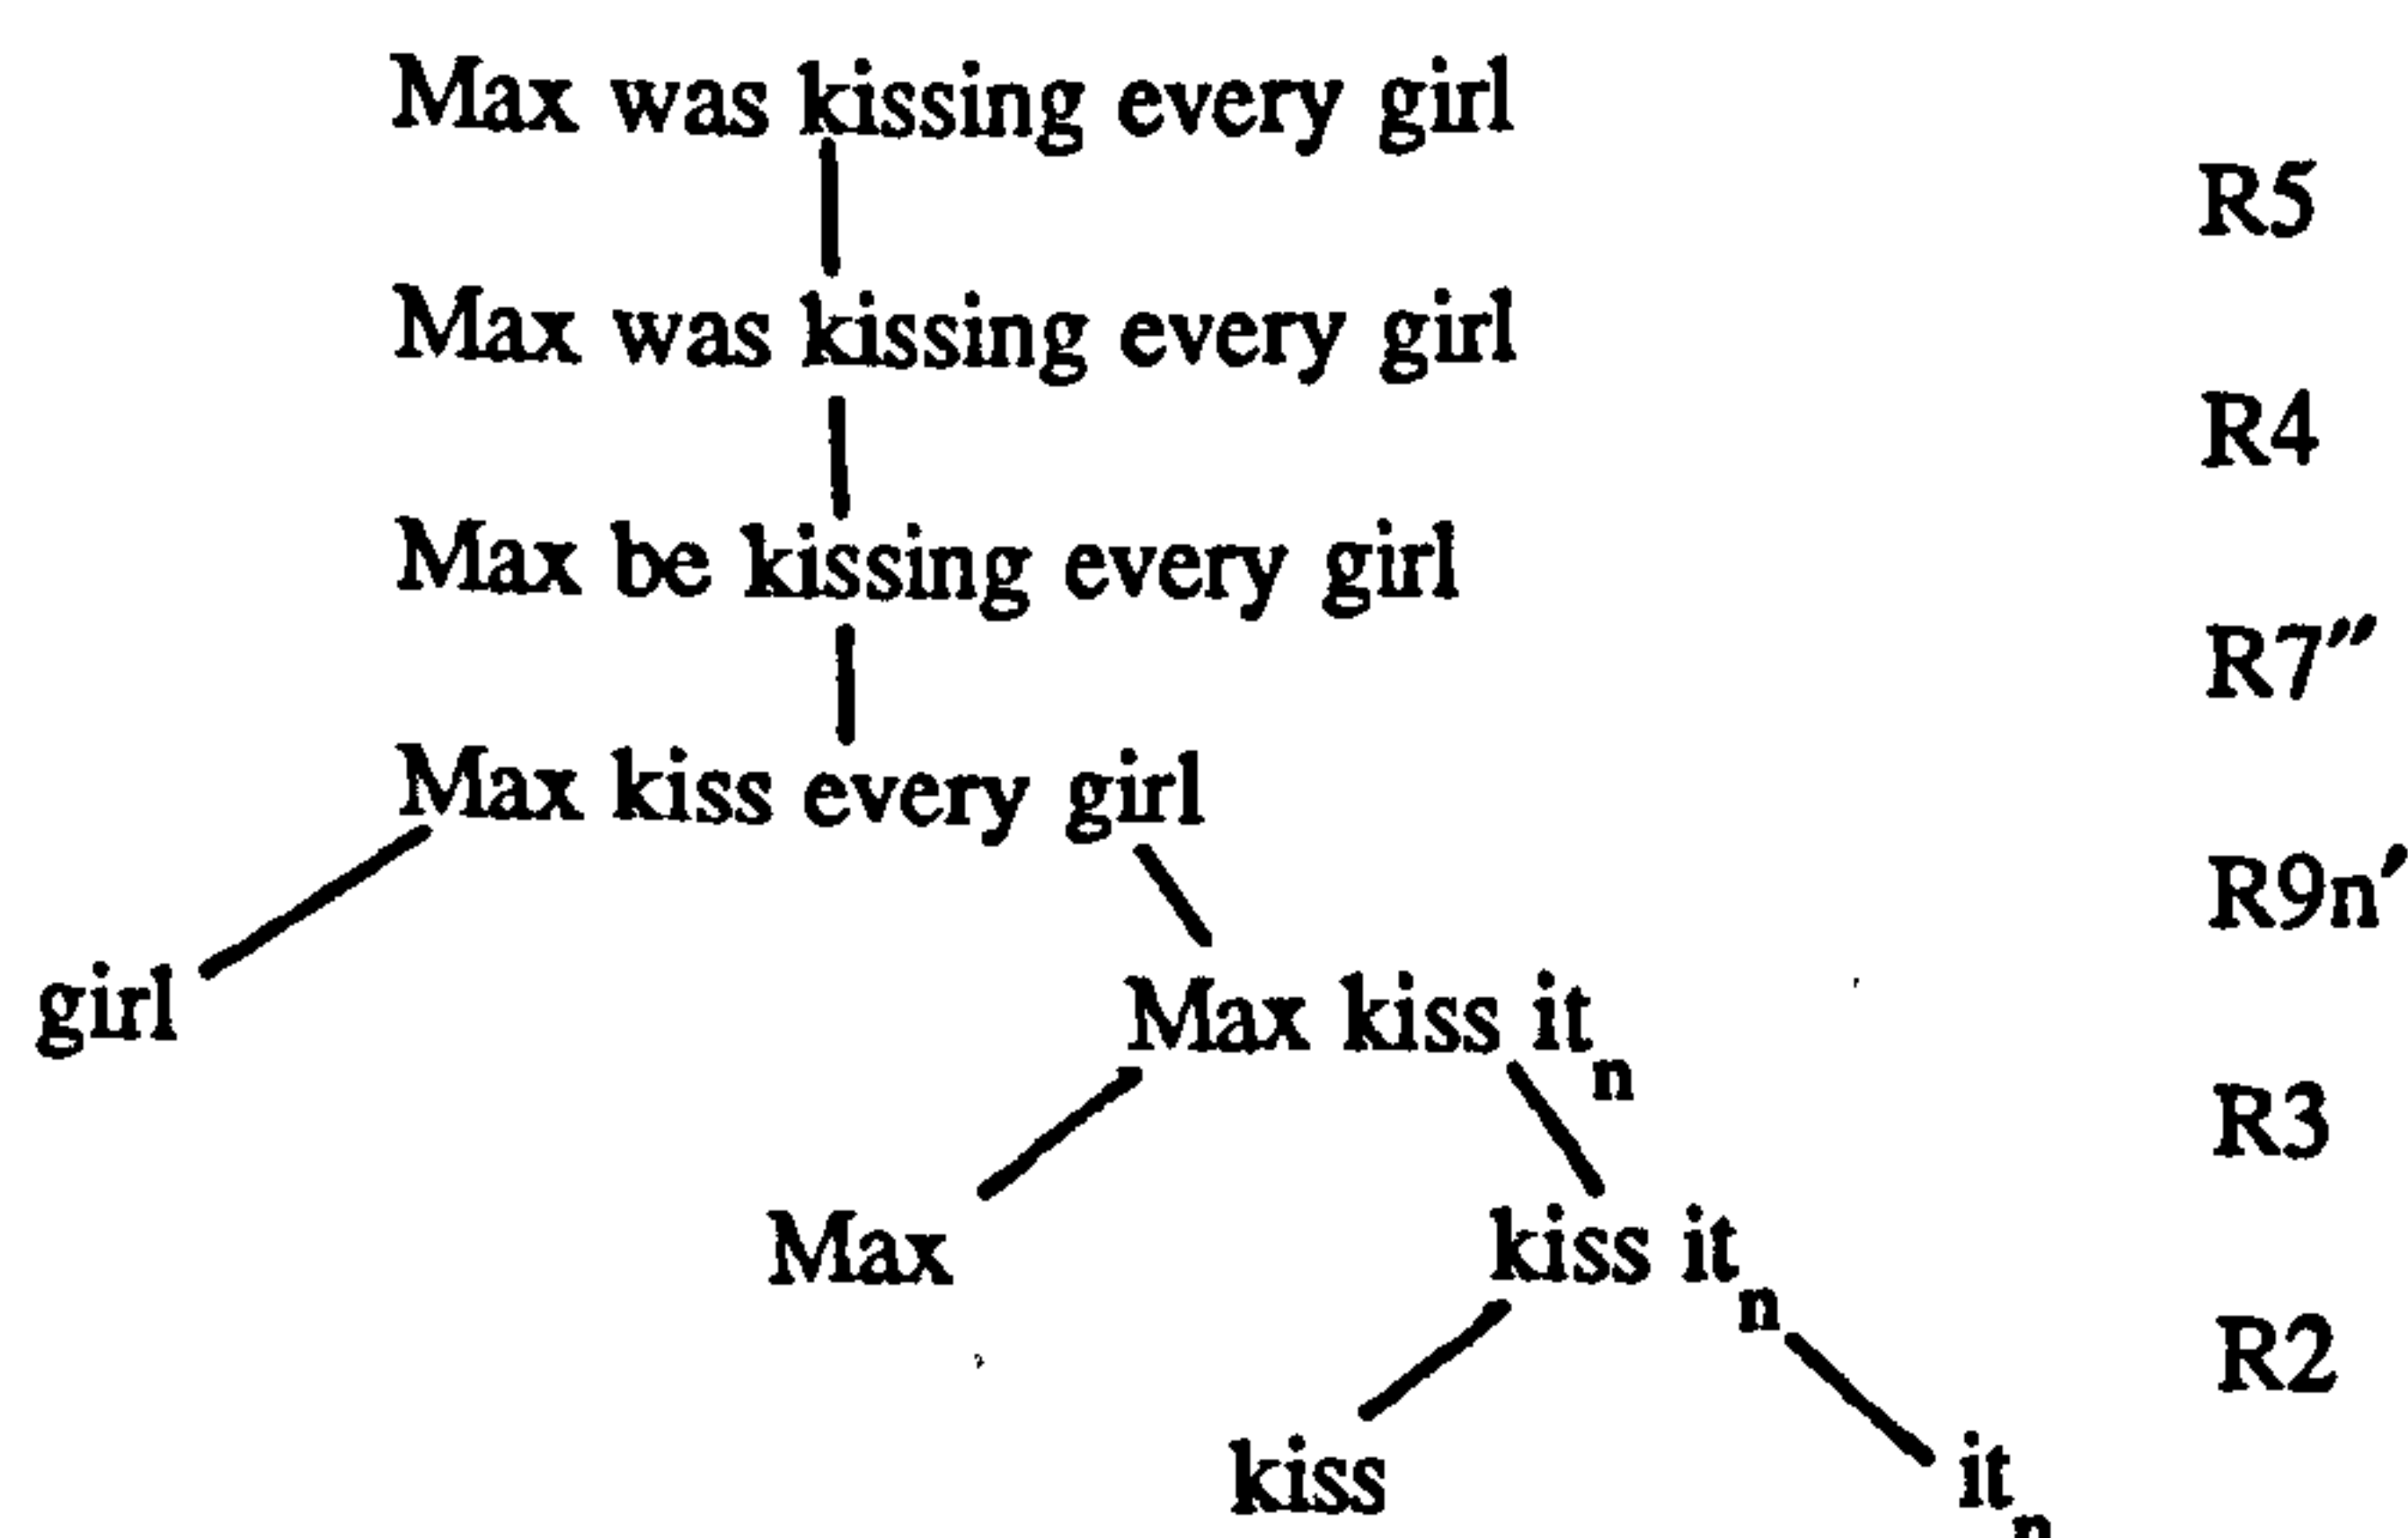 Max was kissing every girl
R5
Max was kissing every girl
R4
Max be kissing every girl
R7″
Max kiss every girl
R9n′
girl
Max kiss itₙ
R3
Max
kiss itₙ
R2
kiss
itₙ